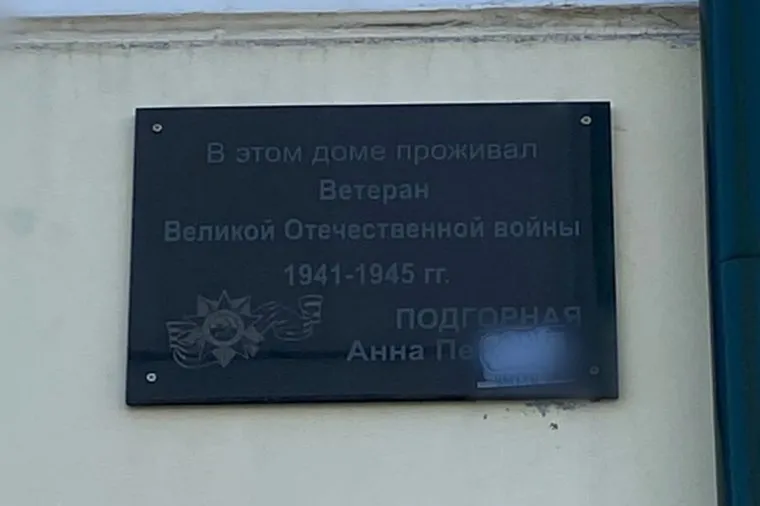 В этом доме проживал
Ветеран
Великой Отечественной войны
1941-1945 гг.
ПОДГОРНАЯ
Анна